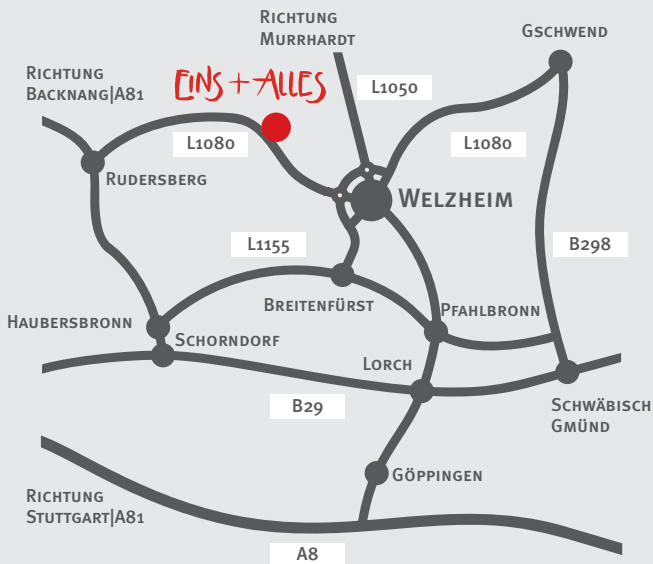 Richtung
Murrhardt
Gschwend
Richtung
Backnang|A81
Eins + Alles
L1050
L1080
L1080
Rudersberg
Welzheim
L1155
B298
Breitenfürst
Pfahlbronn
Haubersbronn
Schorndorf
Lorch
B29
Schwäbisch
Gmünd
Göppingen
Richtung
Stuttgart|A81
A8